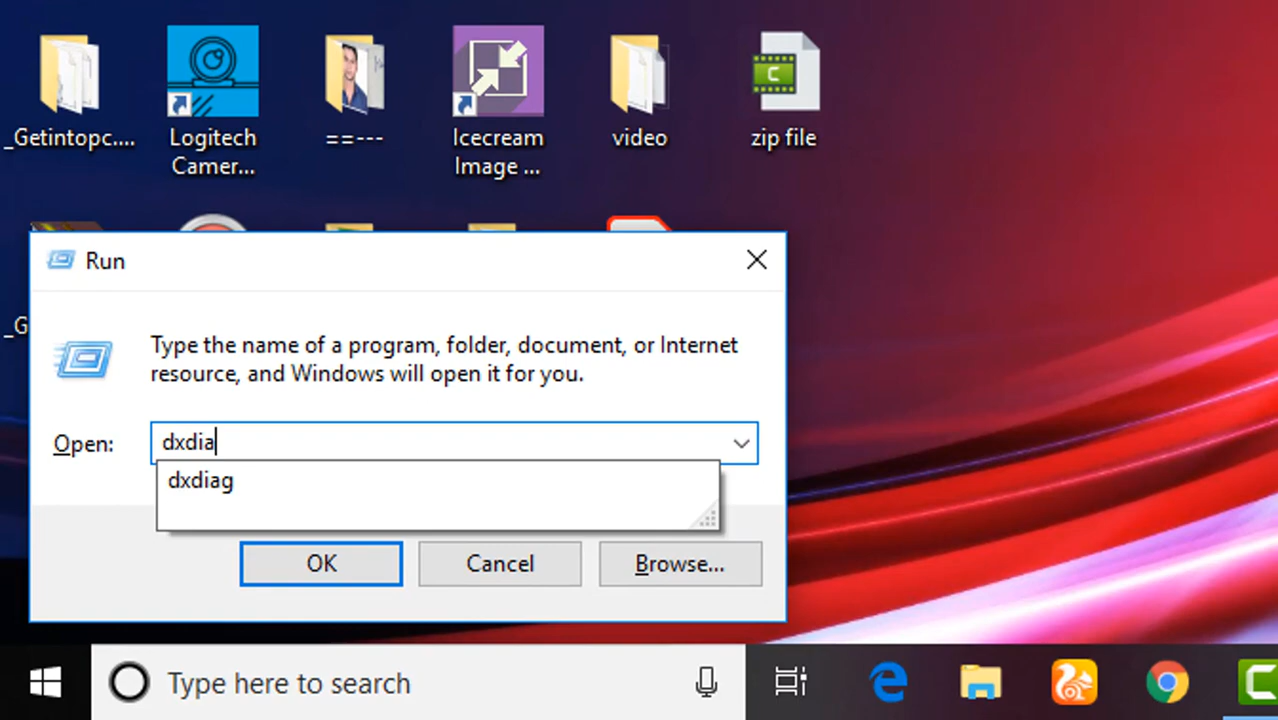 _Getintopc....
Logitech
Camer...
==---
Icecream
Image ...
video
zip file
C
_G
Run
Type the name of a program, folder, document, or Internet
resource, and Windows will open it for you.
Open:
dxdia
dxdiag
OK
Cancel
Browse...
Type here to search